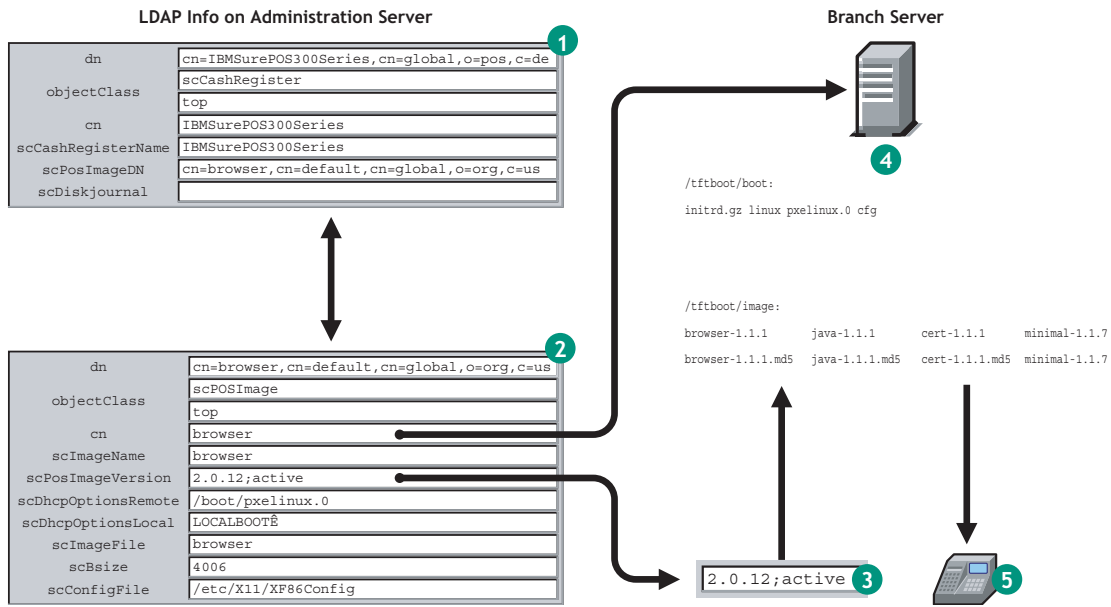 LDAP Info on Administration Server
Branch Server
1
dn cn=IBMSurePOS300Series,cn=global,o=pos,c=de
objectClass scCashRegister
top
cn IBMSurePOS300Series
scCashRegisterName IBMSurePOS300Series
scPosImageDN cn=browser,cn=default,cn=global,o=org,c=us
scDiskjournal
4
/tftboot/boot:
initrd.gz linux pxelinux.0 cfg
/tftboot/image:
browser-1.1.1 java-1.1.1 cert-1.1.1 minimal-1.1.7
browser-1.1.1.md5 java-1.1.1.md5 cert-1.1.1.md5 minimal-1.1.7
2
dn cn=browser,cn=default,cn=global,o=org,c=us
objectClass scPOSImage
top
cn browser
scImageName browser
scPosImageVersion 2.0.12;active
scDhcpOptionsRemote /boot/pxelinux.0
scDhcpOptionsLocal LOCALBOOTÊ
scImageFile browser
scBsize 4006
scConfigFile /etc/X11/XF86Config
2.0.12;active 3
5